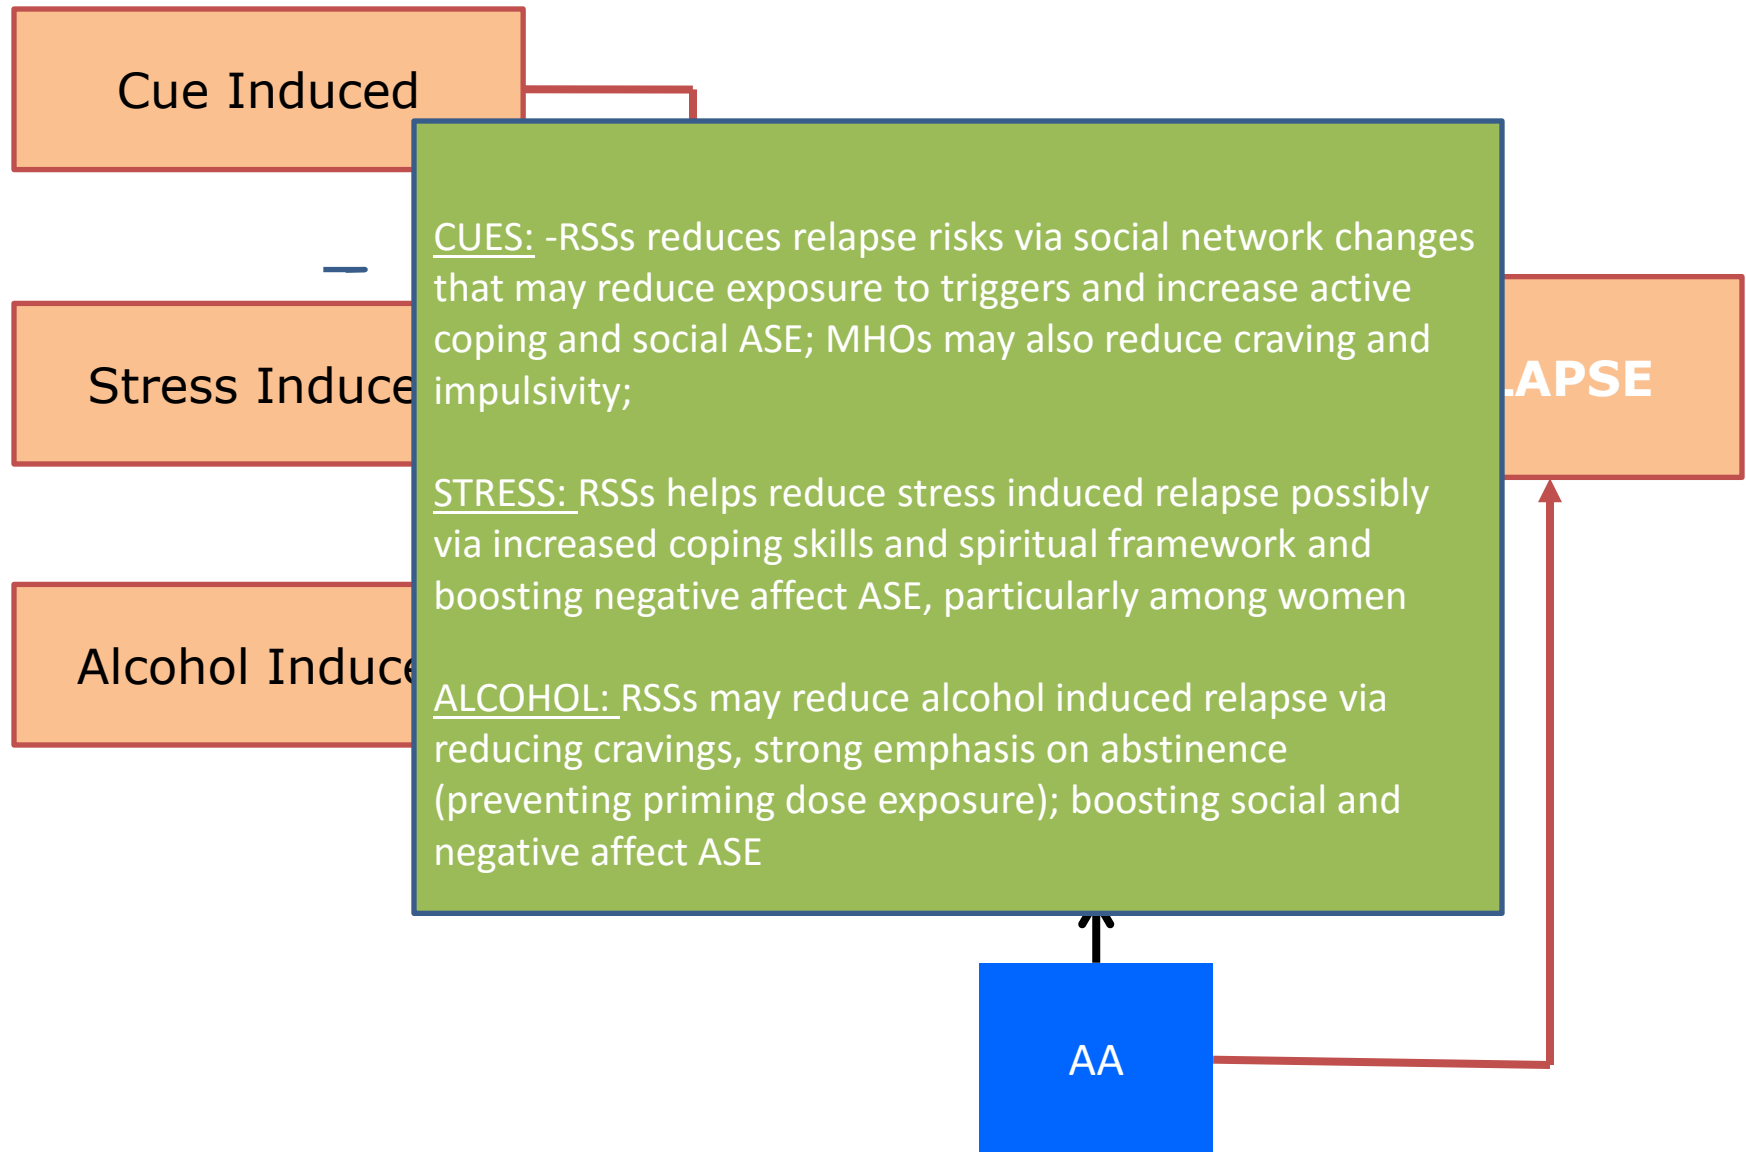 Cue Induced
CUES: -RSSs reduces relapse risks via social network changes
that may reduce exposure to triggers and increase active
coping and social ASE; MHOs may also reduce craving and
impulsivity;
Stress Induce
LAPSE
STRESS: RSSs helps reduce stress induced relapse possibly
via increased coping skills and spiritual framework and
boosting negative affect ASE, particularly among women
Alcohol Induce
ALCOHOL: RSSs may reduce alcohol induced relapse via
reducing cravings, strong emphasis on abstinence
(preventing priming dose exposure); boosting social and
negative affect ASE
AA